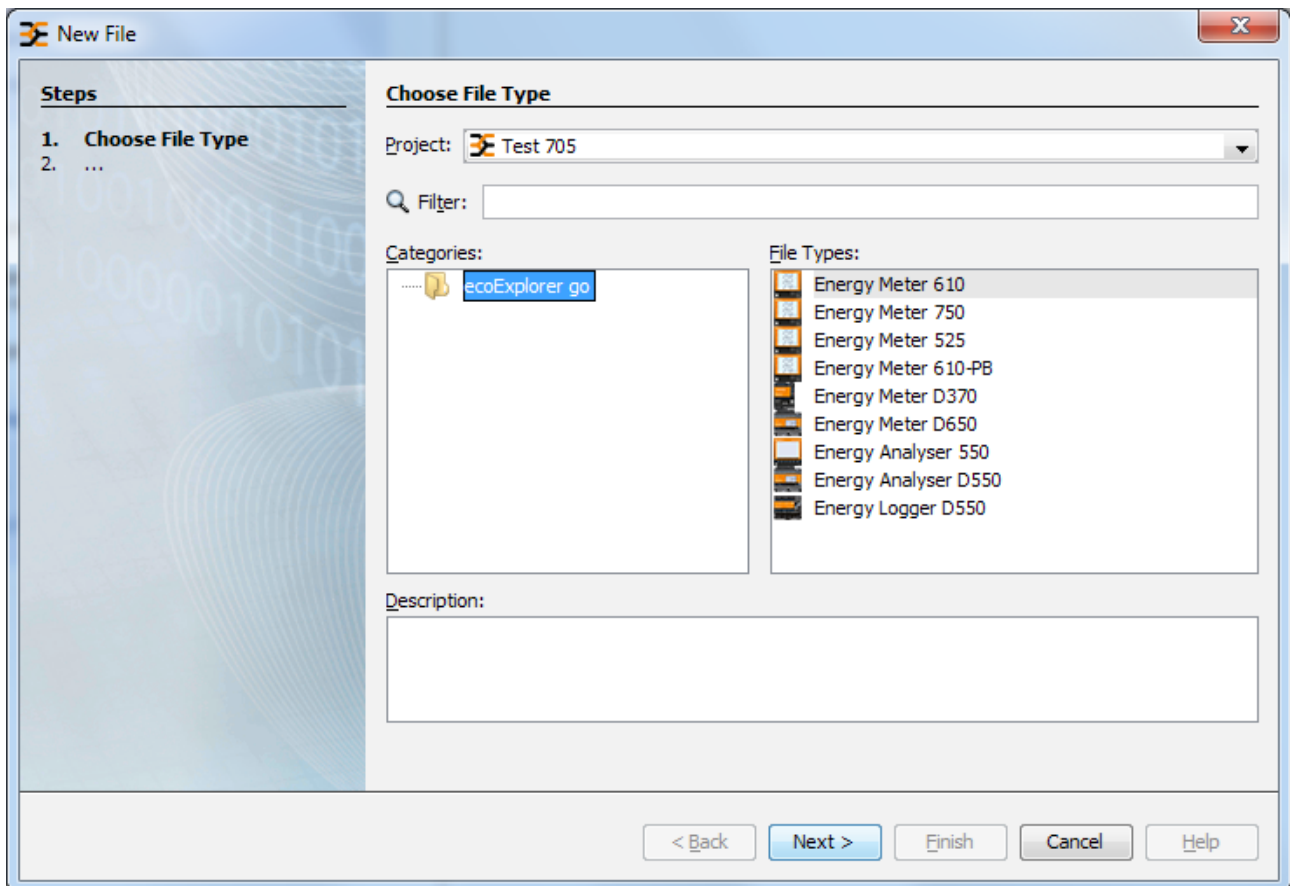 New File
Steps
1. Choose File Type
2. ...
Choose File Type
Project: Test 705
Filter:
Categories:
ecoExplorer go
File Types:
Energy Meter 610
Energy Meter 750
Energy Meter 525
Energy Meter 610-PB
Energy Meter D370
Energy Meter D650
Energy Analyser 550
Energy Analyser D550
Energy Logger D550
Description:
< Back Next > Finish Cancel Help